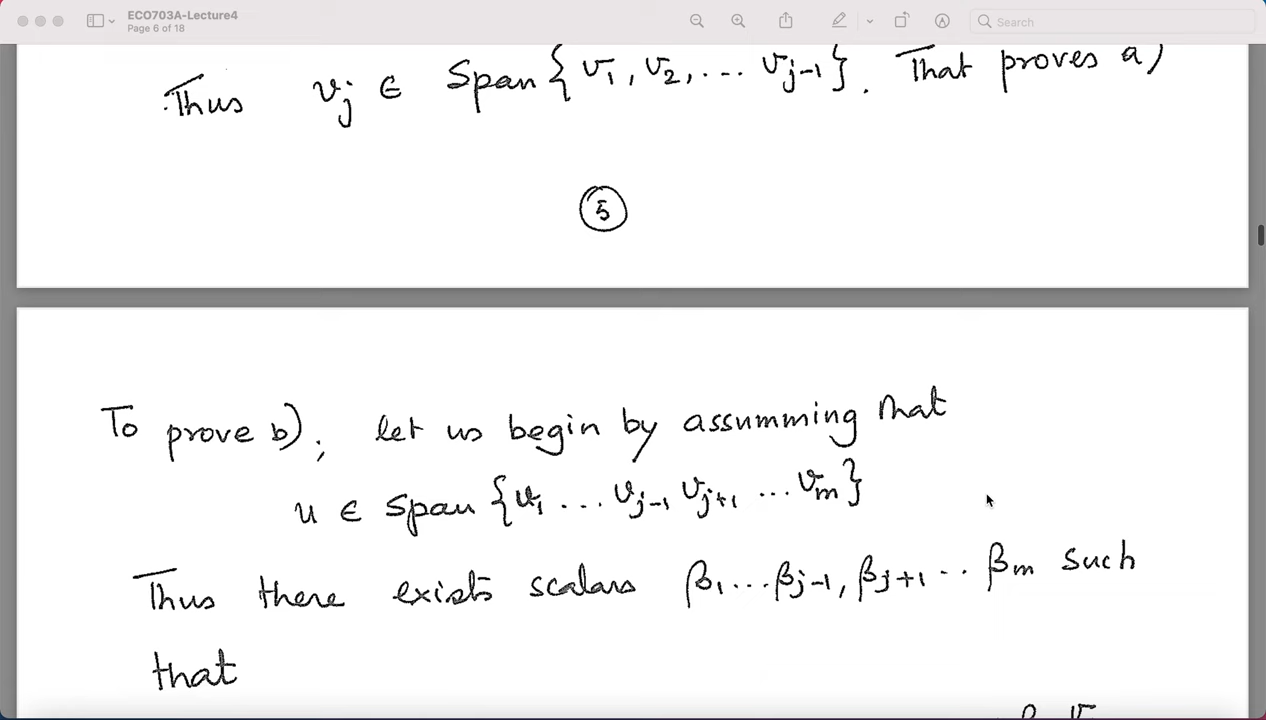 ECO703A-Lecture4
Page 6 of 18
Search
Thus v_j ∈ Span {v_1, v_2, ... v_{j-1}}. That proves a)
5
To prove b), let us begin by assumming that
u ∈ Span {v_1 ... v_{j-1} v_{j+1} ... v_m}
Thus there exists scalars β_1 ... β_{j-1}, β_{j+1} .. β_m such
that